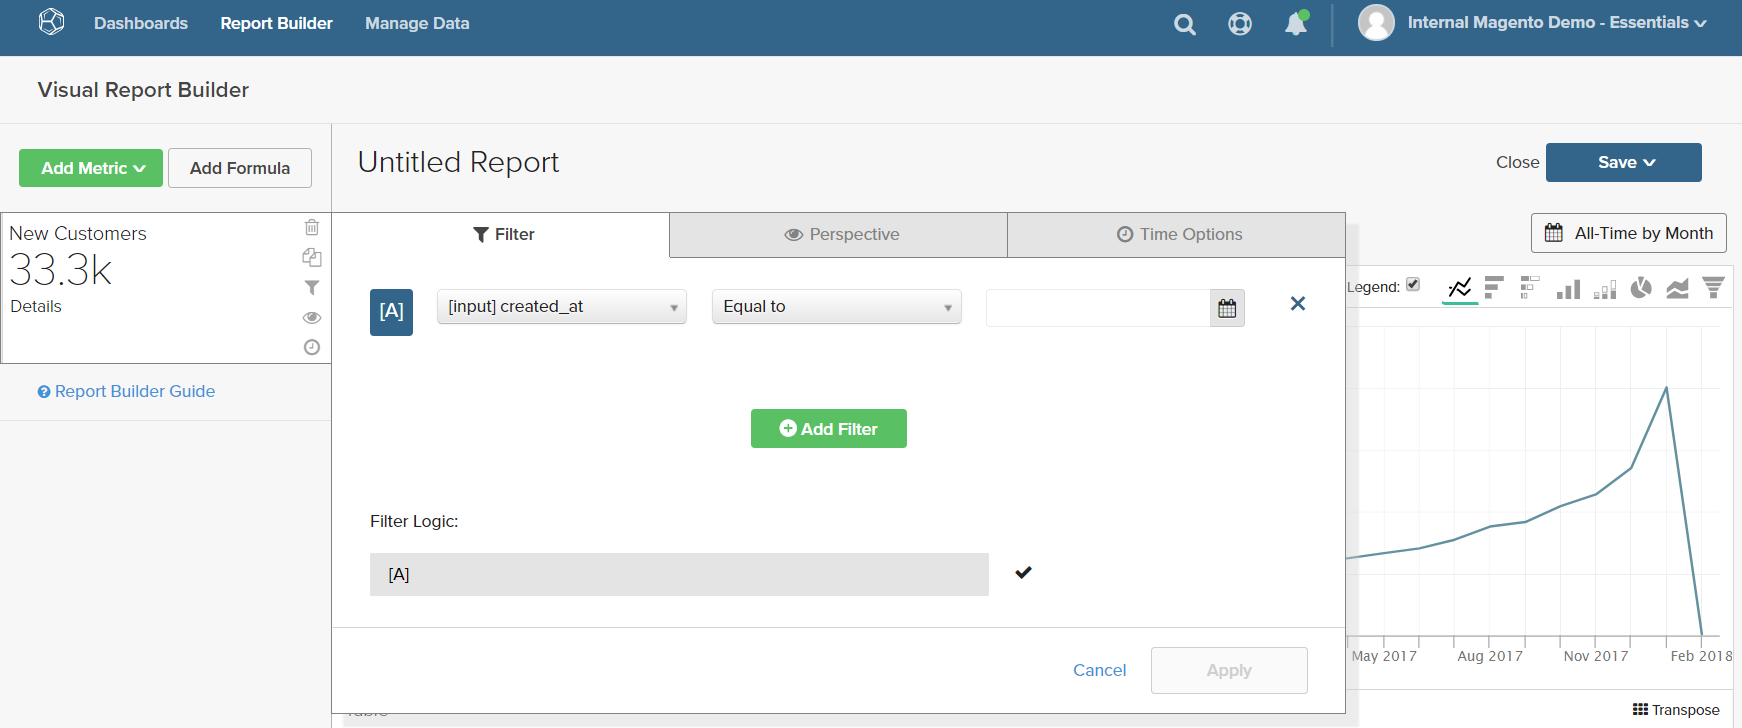 Dashboards Report Builder Manage Data Internal Magento Demo - Essentials
Visual Report Builder
Add Metric Add Formula
Untitled Report
Close Save
New Customers
33.3k
Details
Report Builder Guide
Filter Perspective Time Options
All-Time by Month
[A] [input] created_at Equal to
Legend:
Add Filter
Filter Logic:
[A]
Cancel Apply
May 2017 Aug 2017 Nov 2017 Feb 2018
Transpose